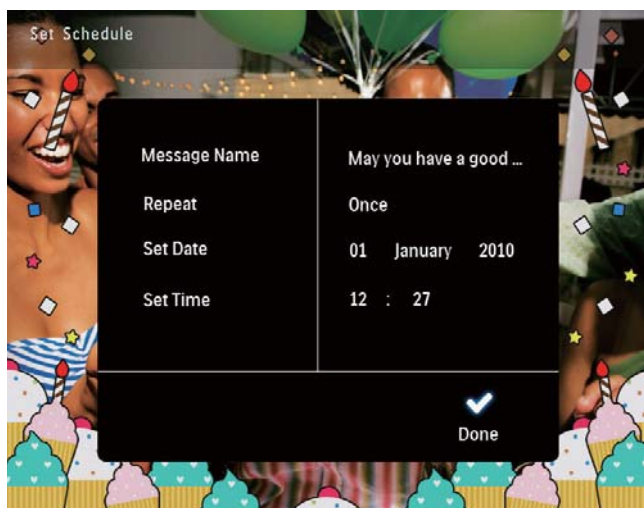 Set Schedule
Message Name May you have a good ...
Repeat Once
Set Date 01 January 2010
Set Time 12 : 27
Done